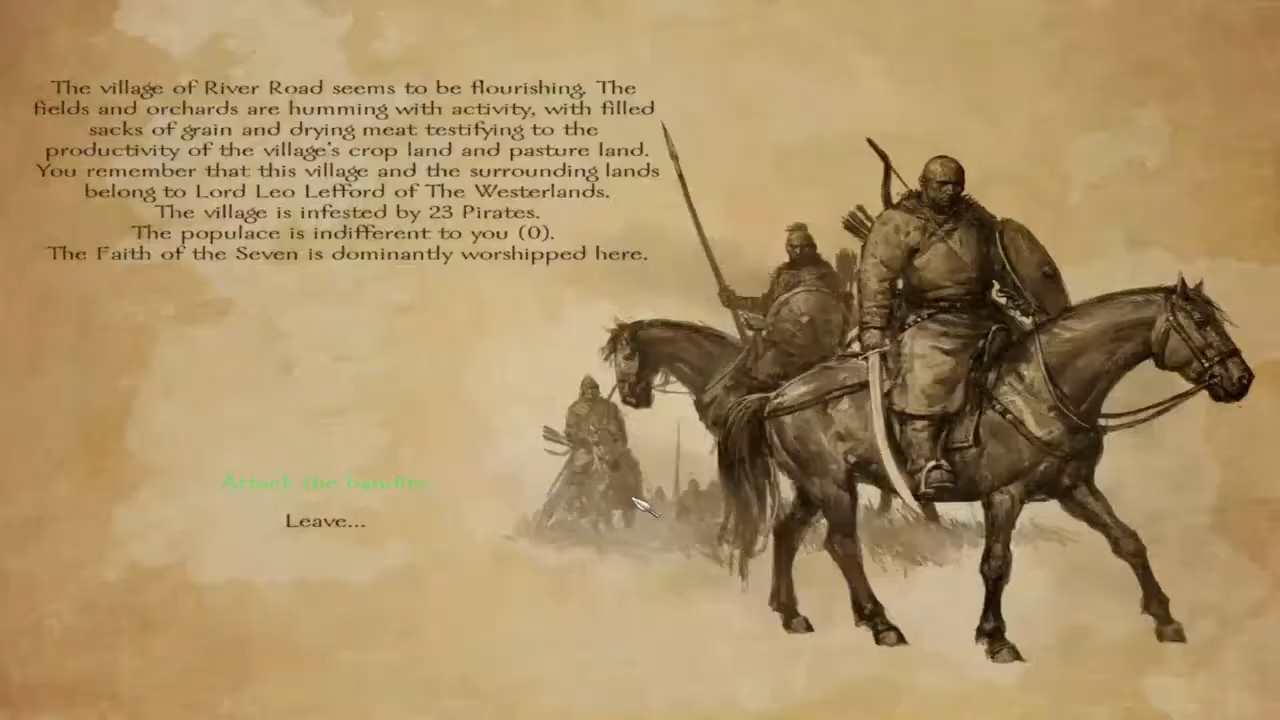 The village of River Road seems to be flourishing. The
fields and orchards are humming with activity, with filled
sacks of grain and drying meat testifying to the
productivity of the village's crop land and pasture land.
You remember that this village and the surrounding lands
belong to Lord Leo Lefford of The Westerlands.
The village is infested by 23 Pirates.
The populace is indifferent to you (0).
The Faith of the Seven is dominantly worshipped here.
Attack the bandits.
Leave...